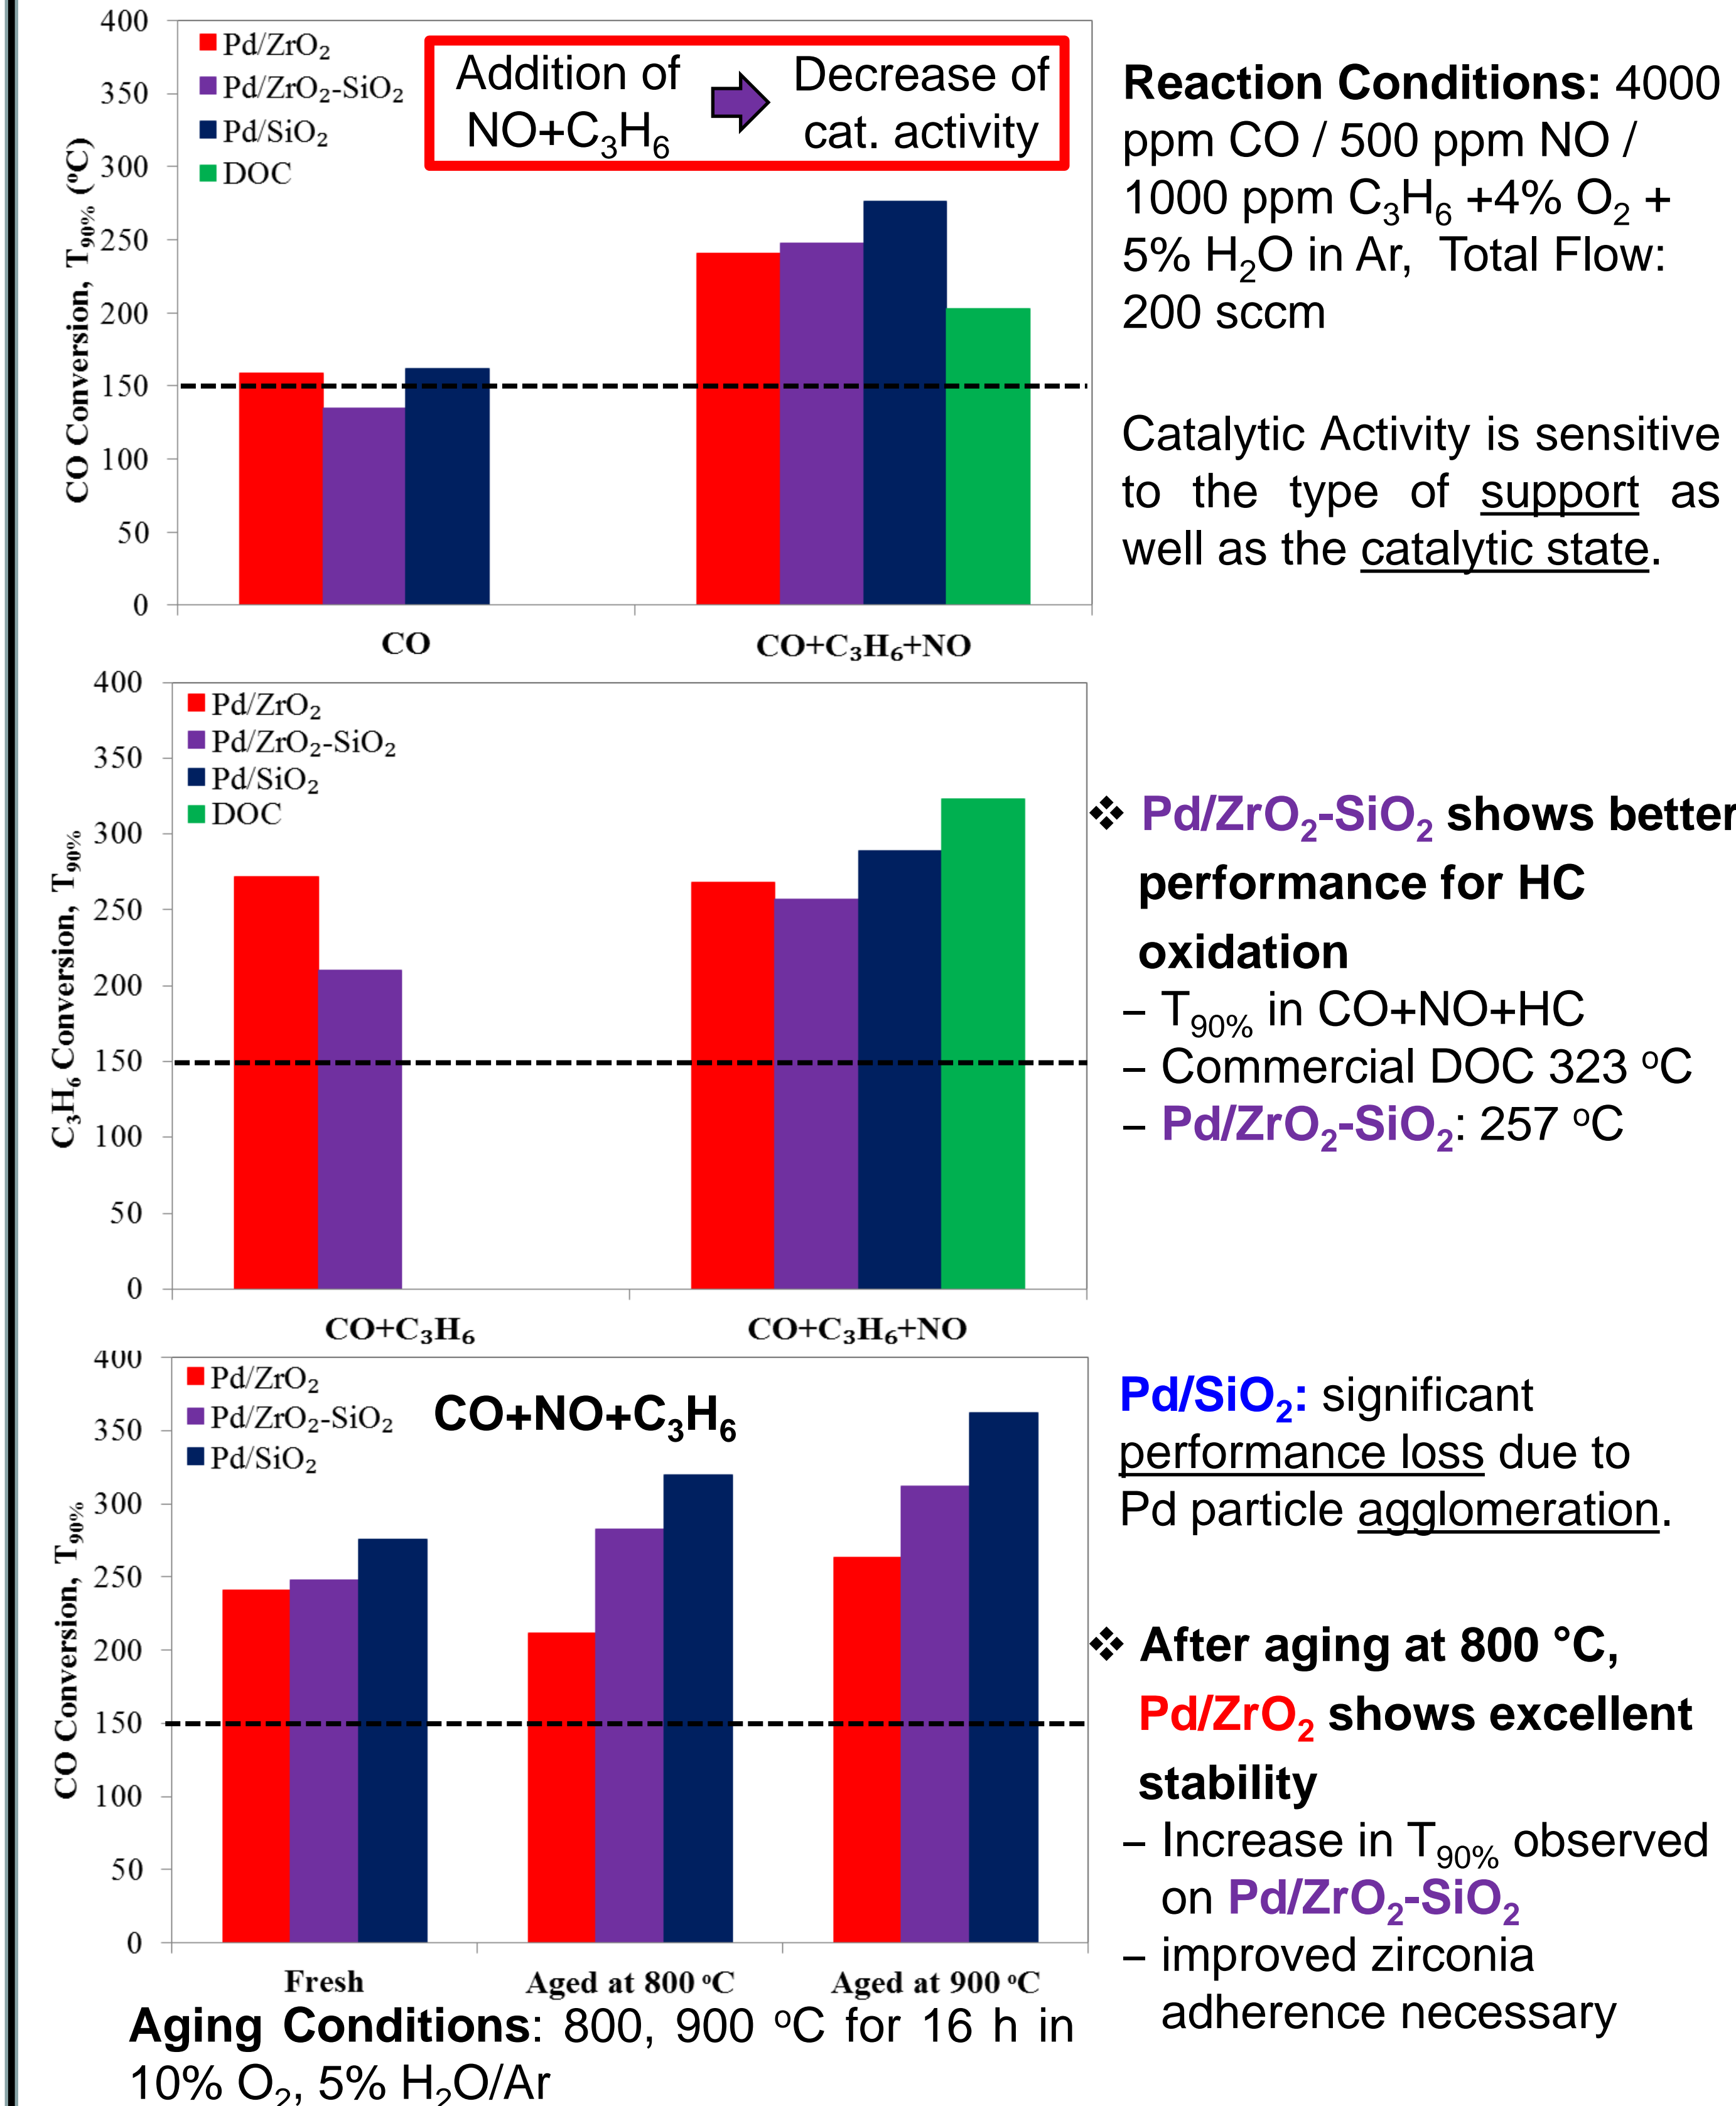 400
350
300
250
200
150
100
50
0
CO Conversion, T90% (ºC)
Pd/ZrO₂
Pd/ZrO₂-SiO₂
Pd/SiO₂
DOC
Addition of
NO+C₃H₆
Decrease of
cat. activity
CO
CO+C₃H₆+NO
Reaction Conditions: 4000
ppm CO / 500 ppm NO /
1000 ppm C₃H₆ +4% O₂ +
5% H₂O in Ar, Total Flow:
200 sccm
Catalytic Activity is sensitive
to the type of support as
well as the catalytic state.
400
350
300
250
200
150
100
50
0
C₃H₆ Conversion, T90%
Pd/ZrO₂
Pd/ZrO₂-SiO₂
Pd/SiO₂
DOC
CO+C₃H₆
CO+C₃H₆+NO
❖ Pd/ZrO₂-SiO₂ shows better
performance for HC
oxidation
– T90% in CO+NO+HC
– Commercial DOC 323 ºC
– Pd/ZrO₂-SiO₂: 257 ºC
400
350
300
250
200
150
100
50
0
CO Conversion, T90%
Pd/ZrO₂
Pd/ZrO₂-SiO₂
Pd/SiO₂
CO+NO+C₃H₆
Fresh
Aged at 800 ºC
Aged at 900 ºC
Pd/SiO₂: significant
performance loss due to
Pd particle agglomeration.
❖ After aging at 800 °C,
Pd/ZrO₂ shows excellent
stability
– Increase in T90% observed
on Pd/ZrO₂-SiO₂
– improved zirconia
adherence necessary
Aging Conditions: 800, 900 ºC for 16 h in
10% O₂, 5% H₂O/Ar